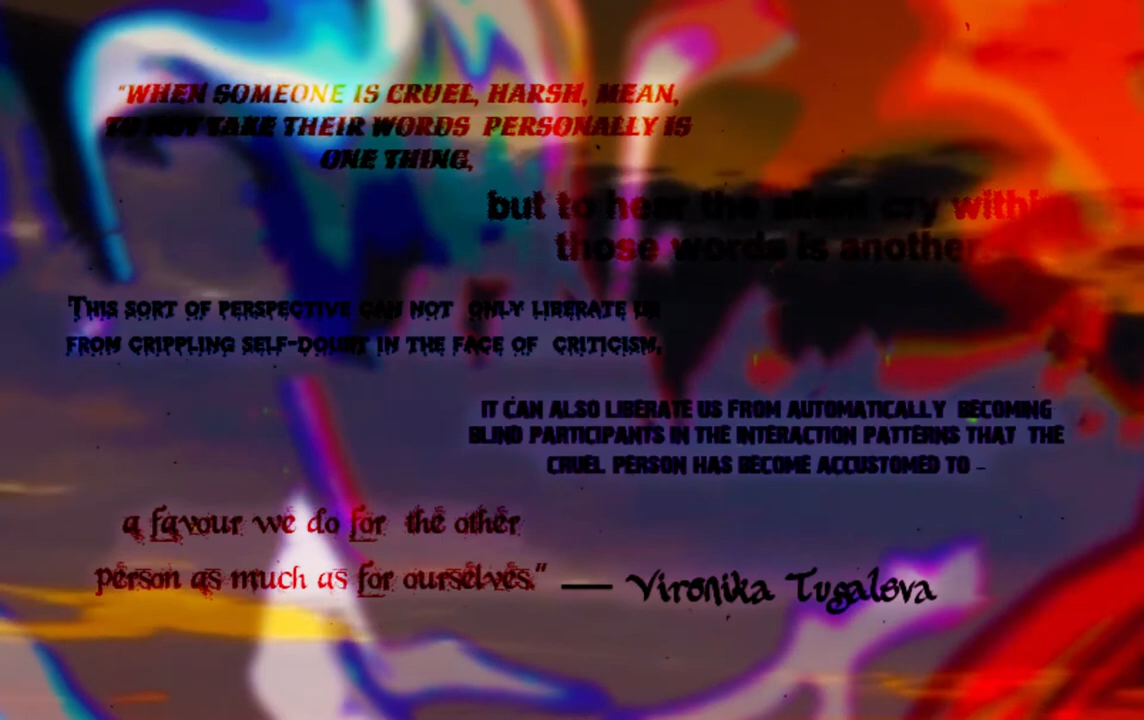 "WHEN SOMEONE IS CRUEL, HARSH, MEAN,
TO NOT TAKE THEIR WORDS PERSONALLY IS
ONE THING,
but to hear the silent cry within
those words is another.
THIS SORT OF PERSPECTIVE CAN NOT ONLY LIBERATE US
FROM CRIPPLING SELF-DOUBT IN THE FACE OF CRITICISM,
IT CAN ALSO LIBERATE US FROM AUTOMATICALLY BECOMING
BLIND PARTICIPANTS IN THE INTERACTION PATTERNS THAT THE
CRUEL PERSON HAS BECOME ACCUSTOMED TO -
a favour we do for the other
person as much as for ourselves." — Vironika Tugaleva